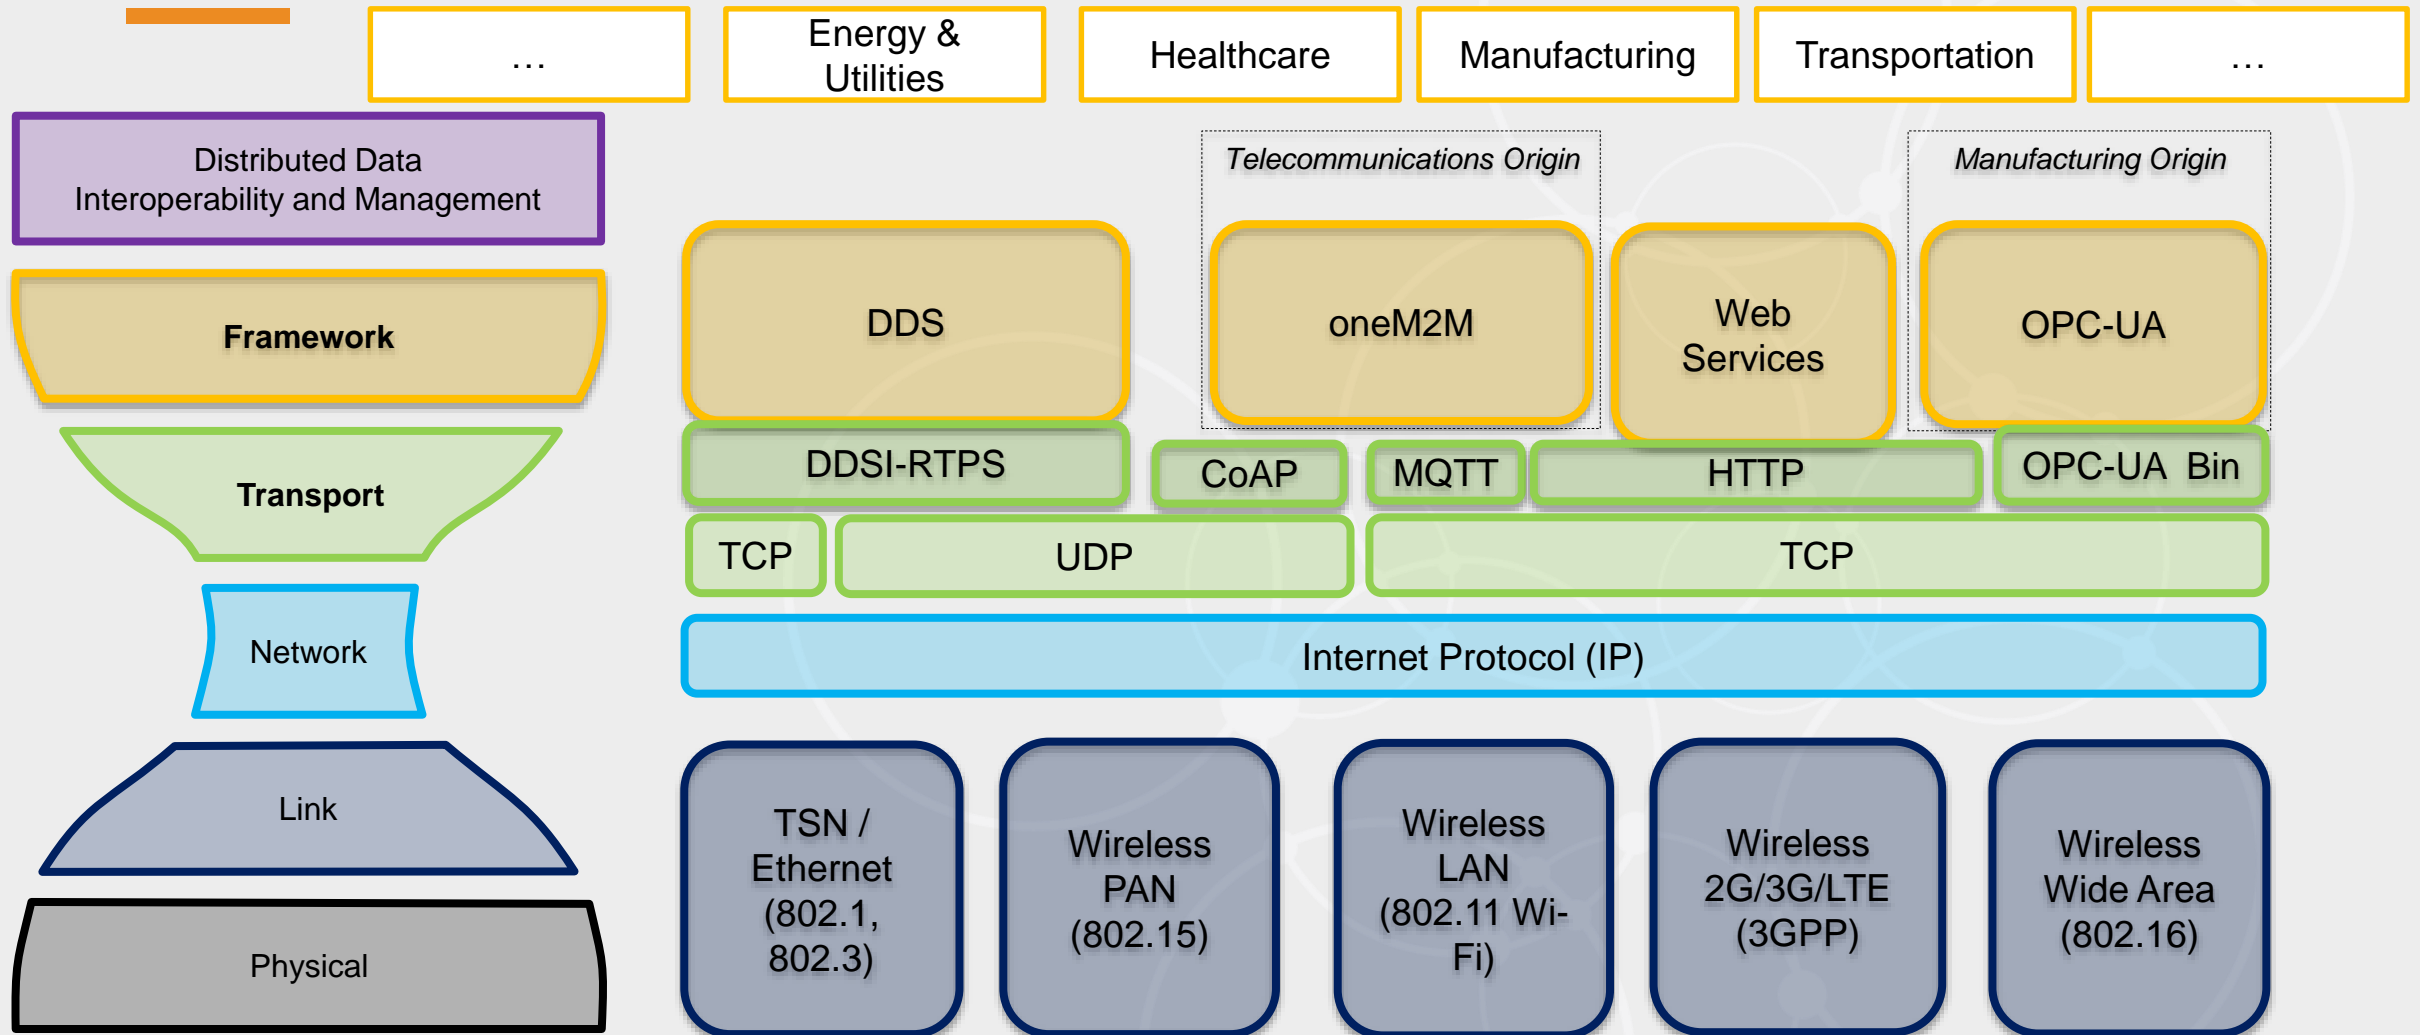 …
Energy &
Utilities
Healthcare
Manufacturing
Transportation
…
Distributed Data
Interoperability and Management
Telecommunications Origin
Manufacturing Origin
Framework
DDS
oneM2M
Web
Services
OPC-UA
Transport
DDSI-RTPS
CoAP
MQTT
HTTP
OPC-UA Bin
TCP
UDP
TCP
Network
Internet Protocol (IP)
Link
TSN /
Ethernet
(802.1,
802.3)
Wireless
PAN
(802.15)
Wireless
LAN
(802.11 Wi-
Fi)
Wireless
2G/3G/LTE
(3GPP)
Wireless
Wide Area
(802.16)
Physical